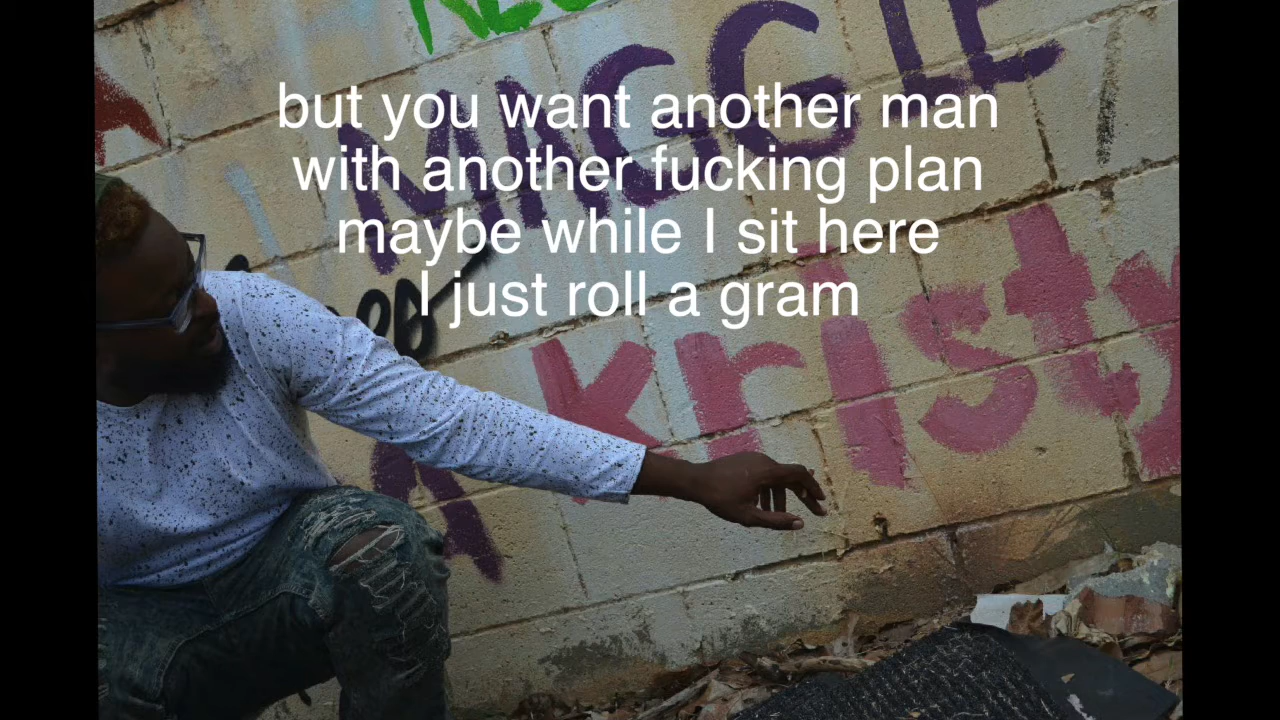 but you want another man
with another fucking plan
maybe while I sit here
I just roll a gram
MAGGIE
kristy